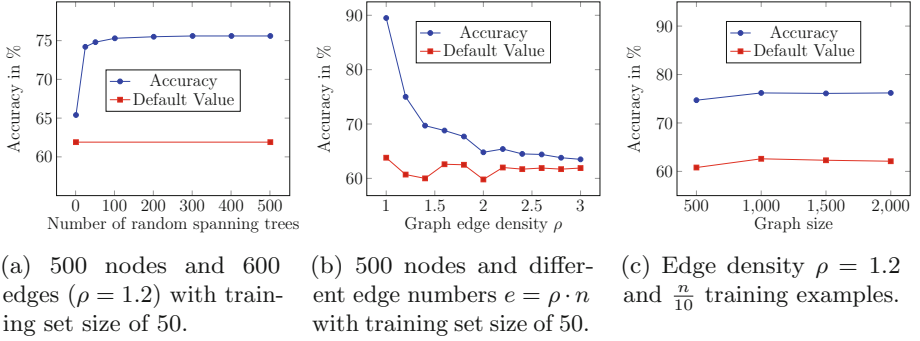 75
70
65
60
Accuracy in %
Accuracy
Default Value
0 100 200 300 400 500
Number of random spanning trees
90
80
70
60
Accuracy in %
Accuracy
Default Value
1 1.5 2 2.5 3
Graph edge density ρ
90
80
70
60
Accuracy in %
Accuracy
Default Value
500 1,000 1,500 2,000
Graph size
(a) 500 nodes and 600
edges (ρ = 1.2) with train-
ing set size of 50.
(b) 500 nodes and differ-
ent edge numbers e = ρ · n
with training set size of 50.
(c) Edge density ρ = 1.2
and n/10 training examples.